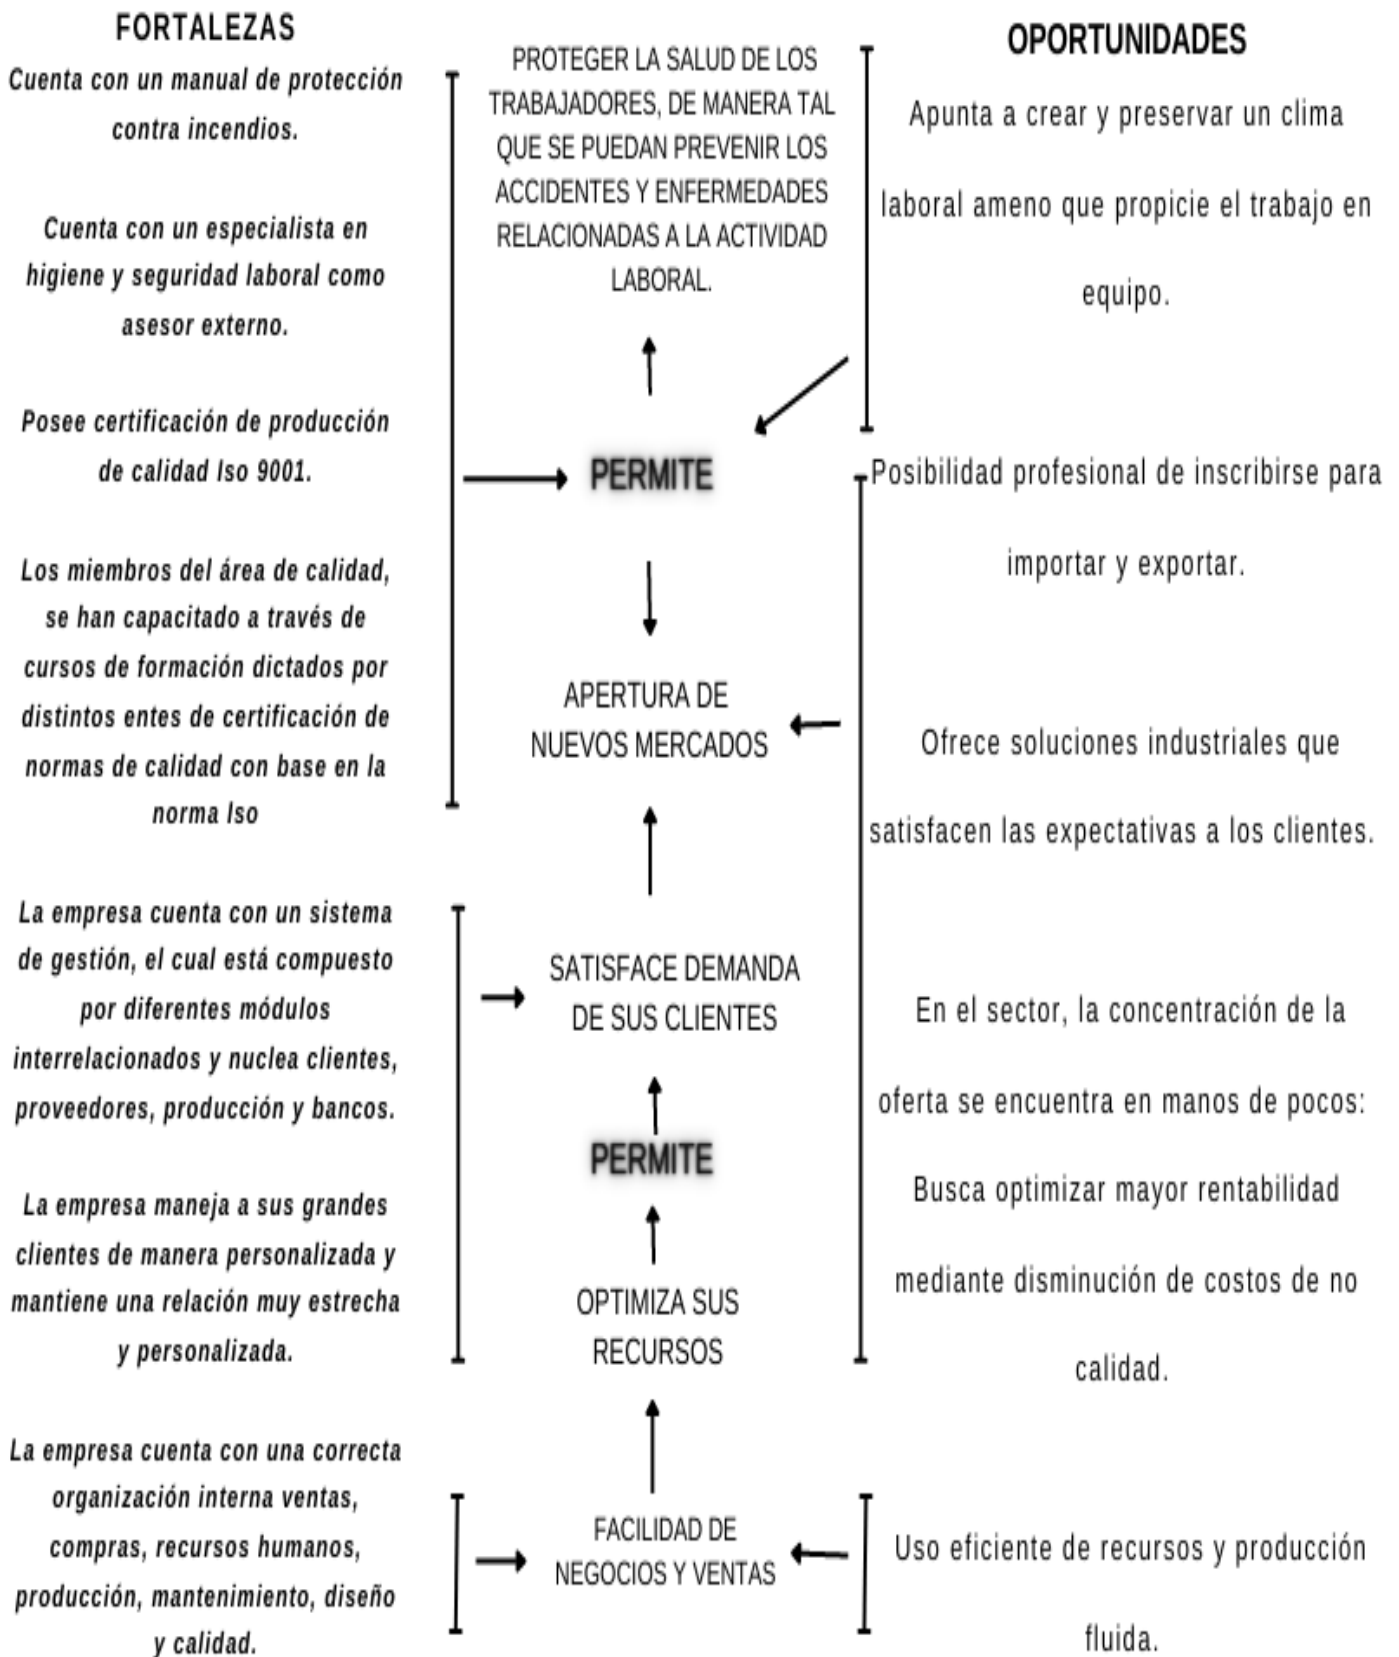 FORTALEZAS
Cuenta con un manual de protección
contra incendios.
Cuenta con un especialista en
higiene y seguridad laboral como
asesor externo.
Posee certificación de producción
de calidad Iso 9001.
Los miembros del área de calidad,
se han capacitado a través de
cursos de formación dictados por
distintos entes de certificación de
normas de calidad con base en la
norma Iso
La empresa cuenta con un sistema
de gestión, el cual está compuesto
por diferentes módulos
interrelacionados y nuclea clientes,
proveedores, producción y bancos.
La empresa maneja a sus grandes
clientes de manera personalizada y
mantiene una relación muy estrecha
y personalizada.
La empresa cuenta con una correcta
organización interna ventas,
compras, recursos humanos,
producción, mantenimiento, diseño
y calidad.
PROTEGER LA SALUD DE LOS
TRABAJADORES, DE MANERA TAL
QUE SE PUEDAN PREVENIR LOS
ACCIDENTES Y ENFERMEDADES
RELACIONADAS A LA ACTIVIDAD
LABORAL.
PERMITE
APERTURA DE
NUEVOS MERCADOS
SATISFACE DEMANDA
DE SUS CLIENTES
PERMITE
OPTIMIZA SUS
RECURSOS
FACILIDAD DE
NEGOCIOS Y VENTAS
OPORTUNIDADES
Apunta a crear y preservar un clima
laboral ameno que propicie el trabajo en
equipo.
Posibilidad profesional de inscribirse para
importar y exportar.
Ofrece soluciones industriales que
satisfacen las expectativas a los clientes.
En el sector, la concentración de la
oferta se encuentra en manos de pocos:
Busca optimizar mayor rentabilidad
mediante disminución de costos de no
calidad.
Uso eficiente de recursos y producción
fluida.